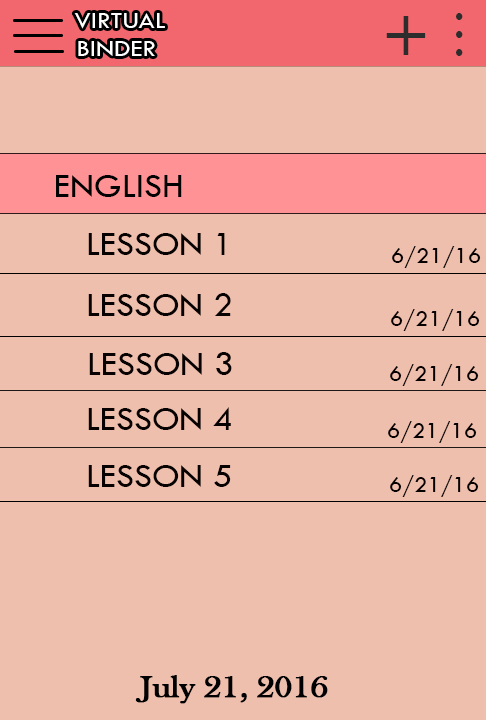 VIRTUAL
BINDER
ENGLISH
LESSON 1
6/21/16
LESSON 2
6/21/16
LESSON 3
6/21/16
LESSON 4
6/21/16
LESSON 5
6/21/16
July 21, 2016